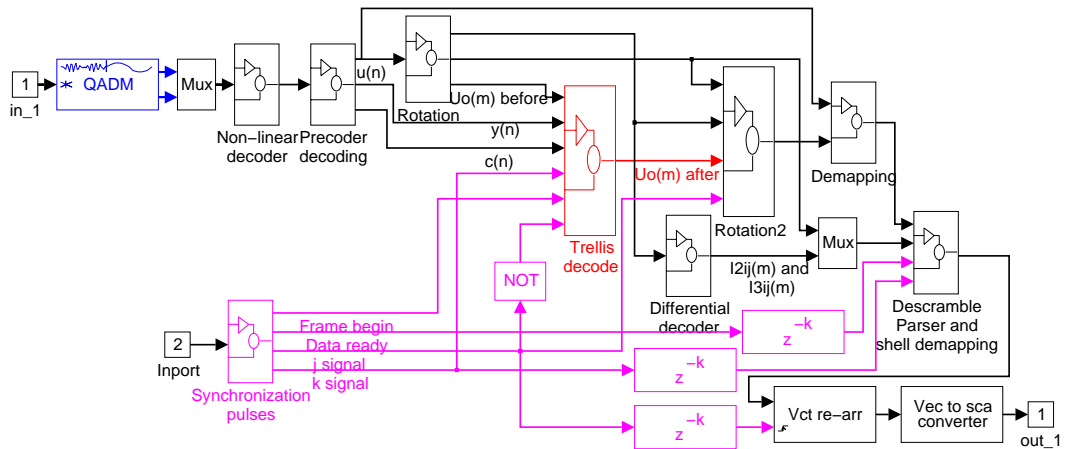 1
in_1
QADM
Mux
Non-linear
decoder
Precoder
decoding
u(n)
Rotation
Uo(m) before
y(n)
c(n)
Trellis
decode
Uo(m) after
Rotation2
Demapping
Mux
I2ij(m) and
I3ij(m)
Differential
decoder
Descramble
Parser and
shell demapping
NOT
2
Inport
Synchronization
pulses
Frame begin
Data ready
j signal
k signal
z-k
z-k
z-k
Vct re-arr
Vec to sca
converter
1
out_1